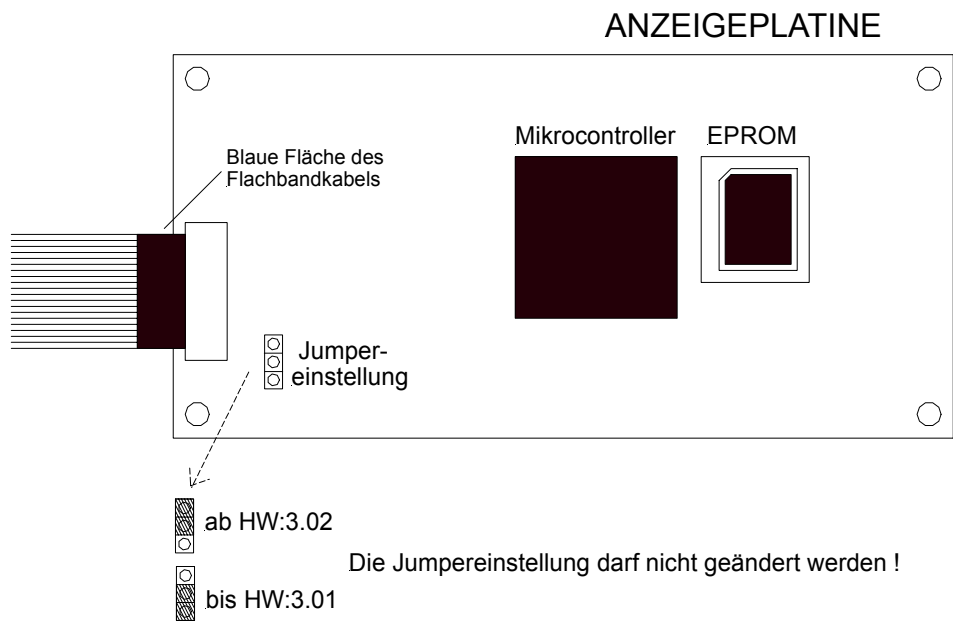 ANZEIGEPLATINE
Mikrocontroller
EPROM
Blaue Fläche des
Flachbandkabels
Jumper-
einstellung
ab HW:3.02
Die Jumpereinstellung darf nicht geändert werden !
bis HW:3.01